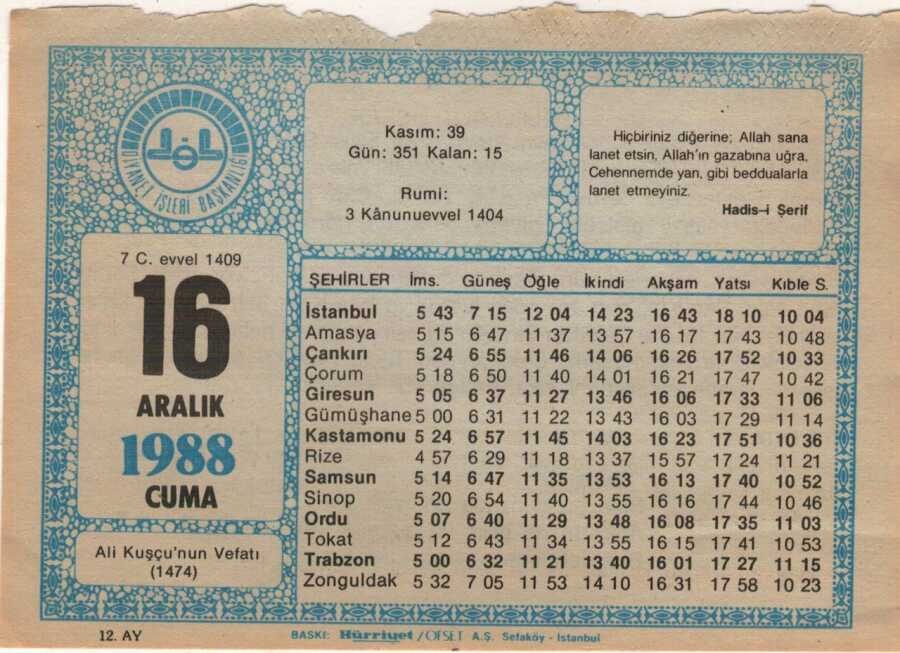 DİYANET İŞLERİ BAŞKANLIĞI
Kasım: 39
Gün: 351 Kalan: 15
Rumi:
3 Kânunuevvel 1404
Hiçbiriniz diğerine; Allah sana
lanet etsin, Allah'ın gazabına uğra,
Cehennemde yan, gibi beddualarla
lanet etmeyiniz.
Hadis-i Şerif
7 C. evvel 1409
16
ARALIK
1988
CUMA
Ali Kuşçu'nun Vefatı
(1474)
ŞEHİRLER İms. Güneş Öğle İkindi Akşam Yatsı Kıble S.
İstanbul 5 43 7 15 12 04 14 23 16 43 18 10 10 04
Amasya 5 15 6 47 11 37 13 57 16 17 17 43 10 48
Çankırı 5 24 6 55 11 46 14 06 16 26 17 52 10 33
Çorum 5 18 6 50 11 40 14 01 16 21 17 47 10 42
Giresun 5 05 6 37 11 27 13 46 16 06 17 33 11 06
Gümüşhane 5 00 6 31 11 22 13 43 16 03 17 29 11 14
Kastamonu 5 24 6 57 11 45 14 03 16 23 17 51 10 36
Rize 4 57 6 29 11 18 13 37 15 57 17 24 11 21
Samsun 5 14 6 47 11 35 13 53 16 13 17 40 10 52
Sinop 5 20 6 54 11 40 13 55 16 16 17 44 10 46
Ordu 5 07 6 40 11 29 13 48 16 08 17 35 11 03
Tokat 5 12 6 43 11 34 13 55 16 15 17 41 10 53
Trabzon 5 00 6 32 11 21 13 40 16 01 17 27 11 15
Zonguldak 5 32 7 05 11 53 14 10 16 31 17 58 10 23
12. AY
BASKI: Hürriyet / OFSET A.Ş. Sefaköy - Istanbul